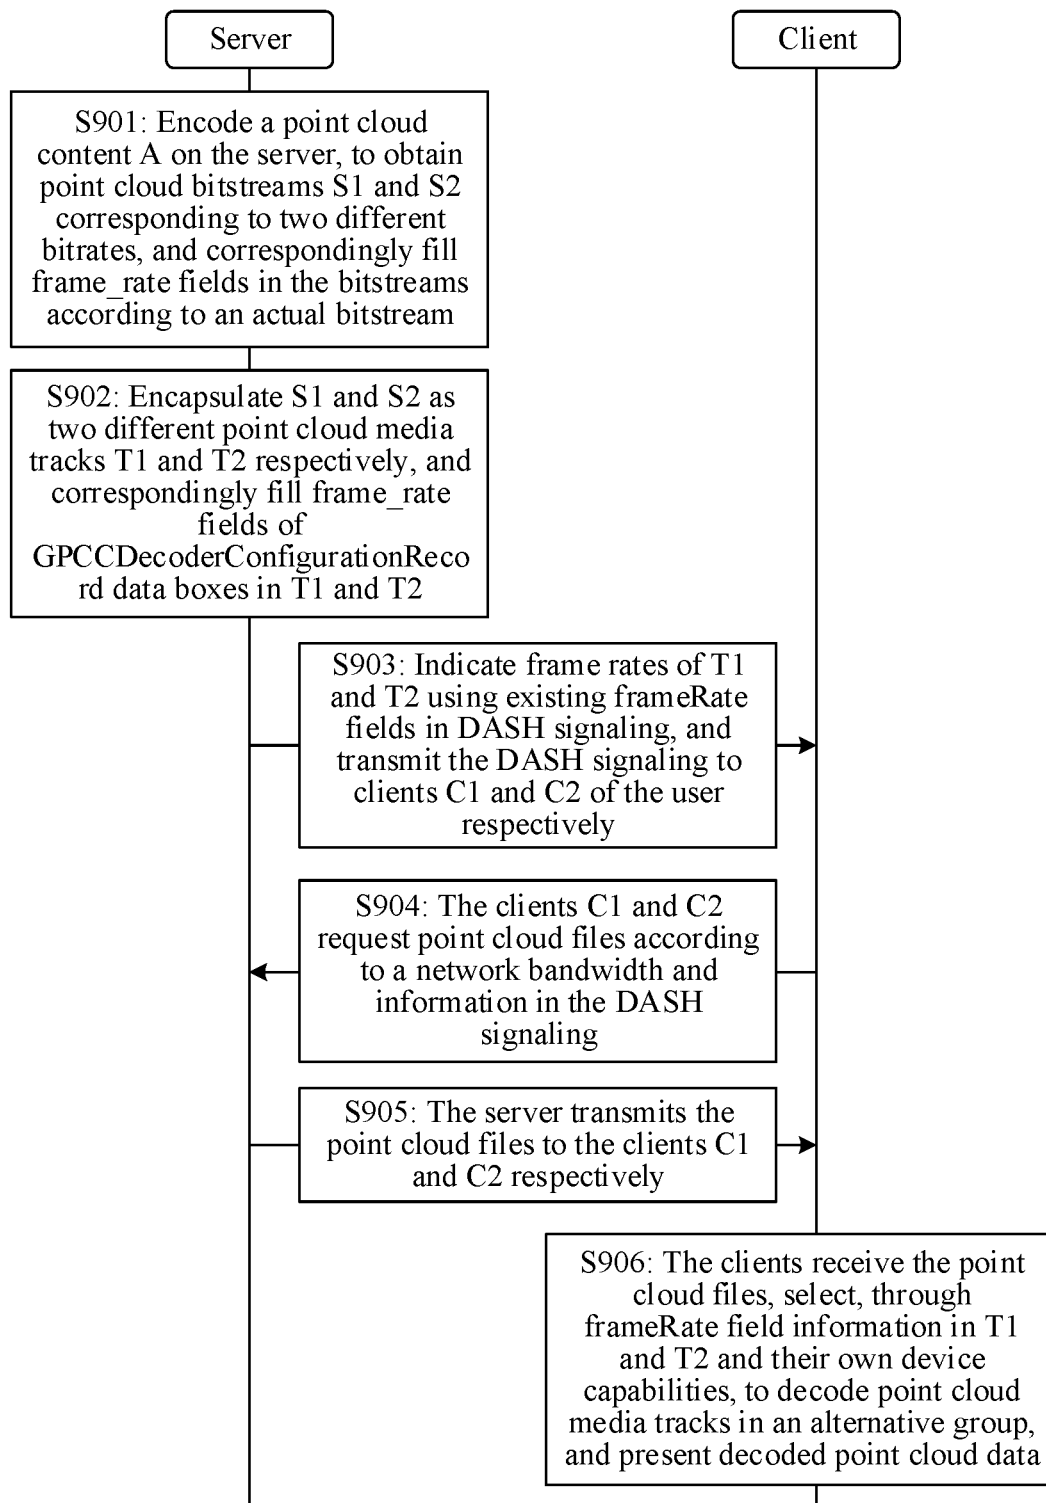 Server
Client
S901: Encode a point cloud
content A on the server, to obtain
point cloud bitstreams S1 and S2
corresponding to two different
bitrates, and correspondingly fill
frame_rate fields in the bitstreams
according to an actual bitstream
S902: Encapsulate S1 and S2 as
two different point cloud media
tracks T1 and T2 respectively, and
correspondingly fill frame_rate
fields of
GPCCDecoderConfigurationReco
rd data boxes in T1 and T2
S903: Indicate frame rates of T1
and T2 using existing frameRate
fields in DASH signaling, and
transmit the DASH signaling to
clients C1 and C2 of the user
respectively
S904: The clients C1 and C2
request point cloud files according
to a network bandwidth and
information in the DASH
signaling
S905: The server transmits the
point cloud files to the clients C1
and C2 respectively
S906: The clients receive the point
cloud files, select, through
frameRate field information in T1
and T2 and their own device
capabilities, to decode point cloud
media tracks in an alternative group,
and present decoded point cloud data